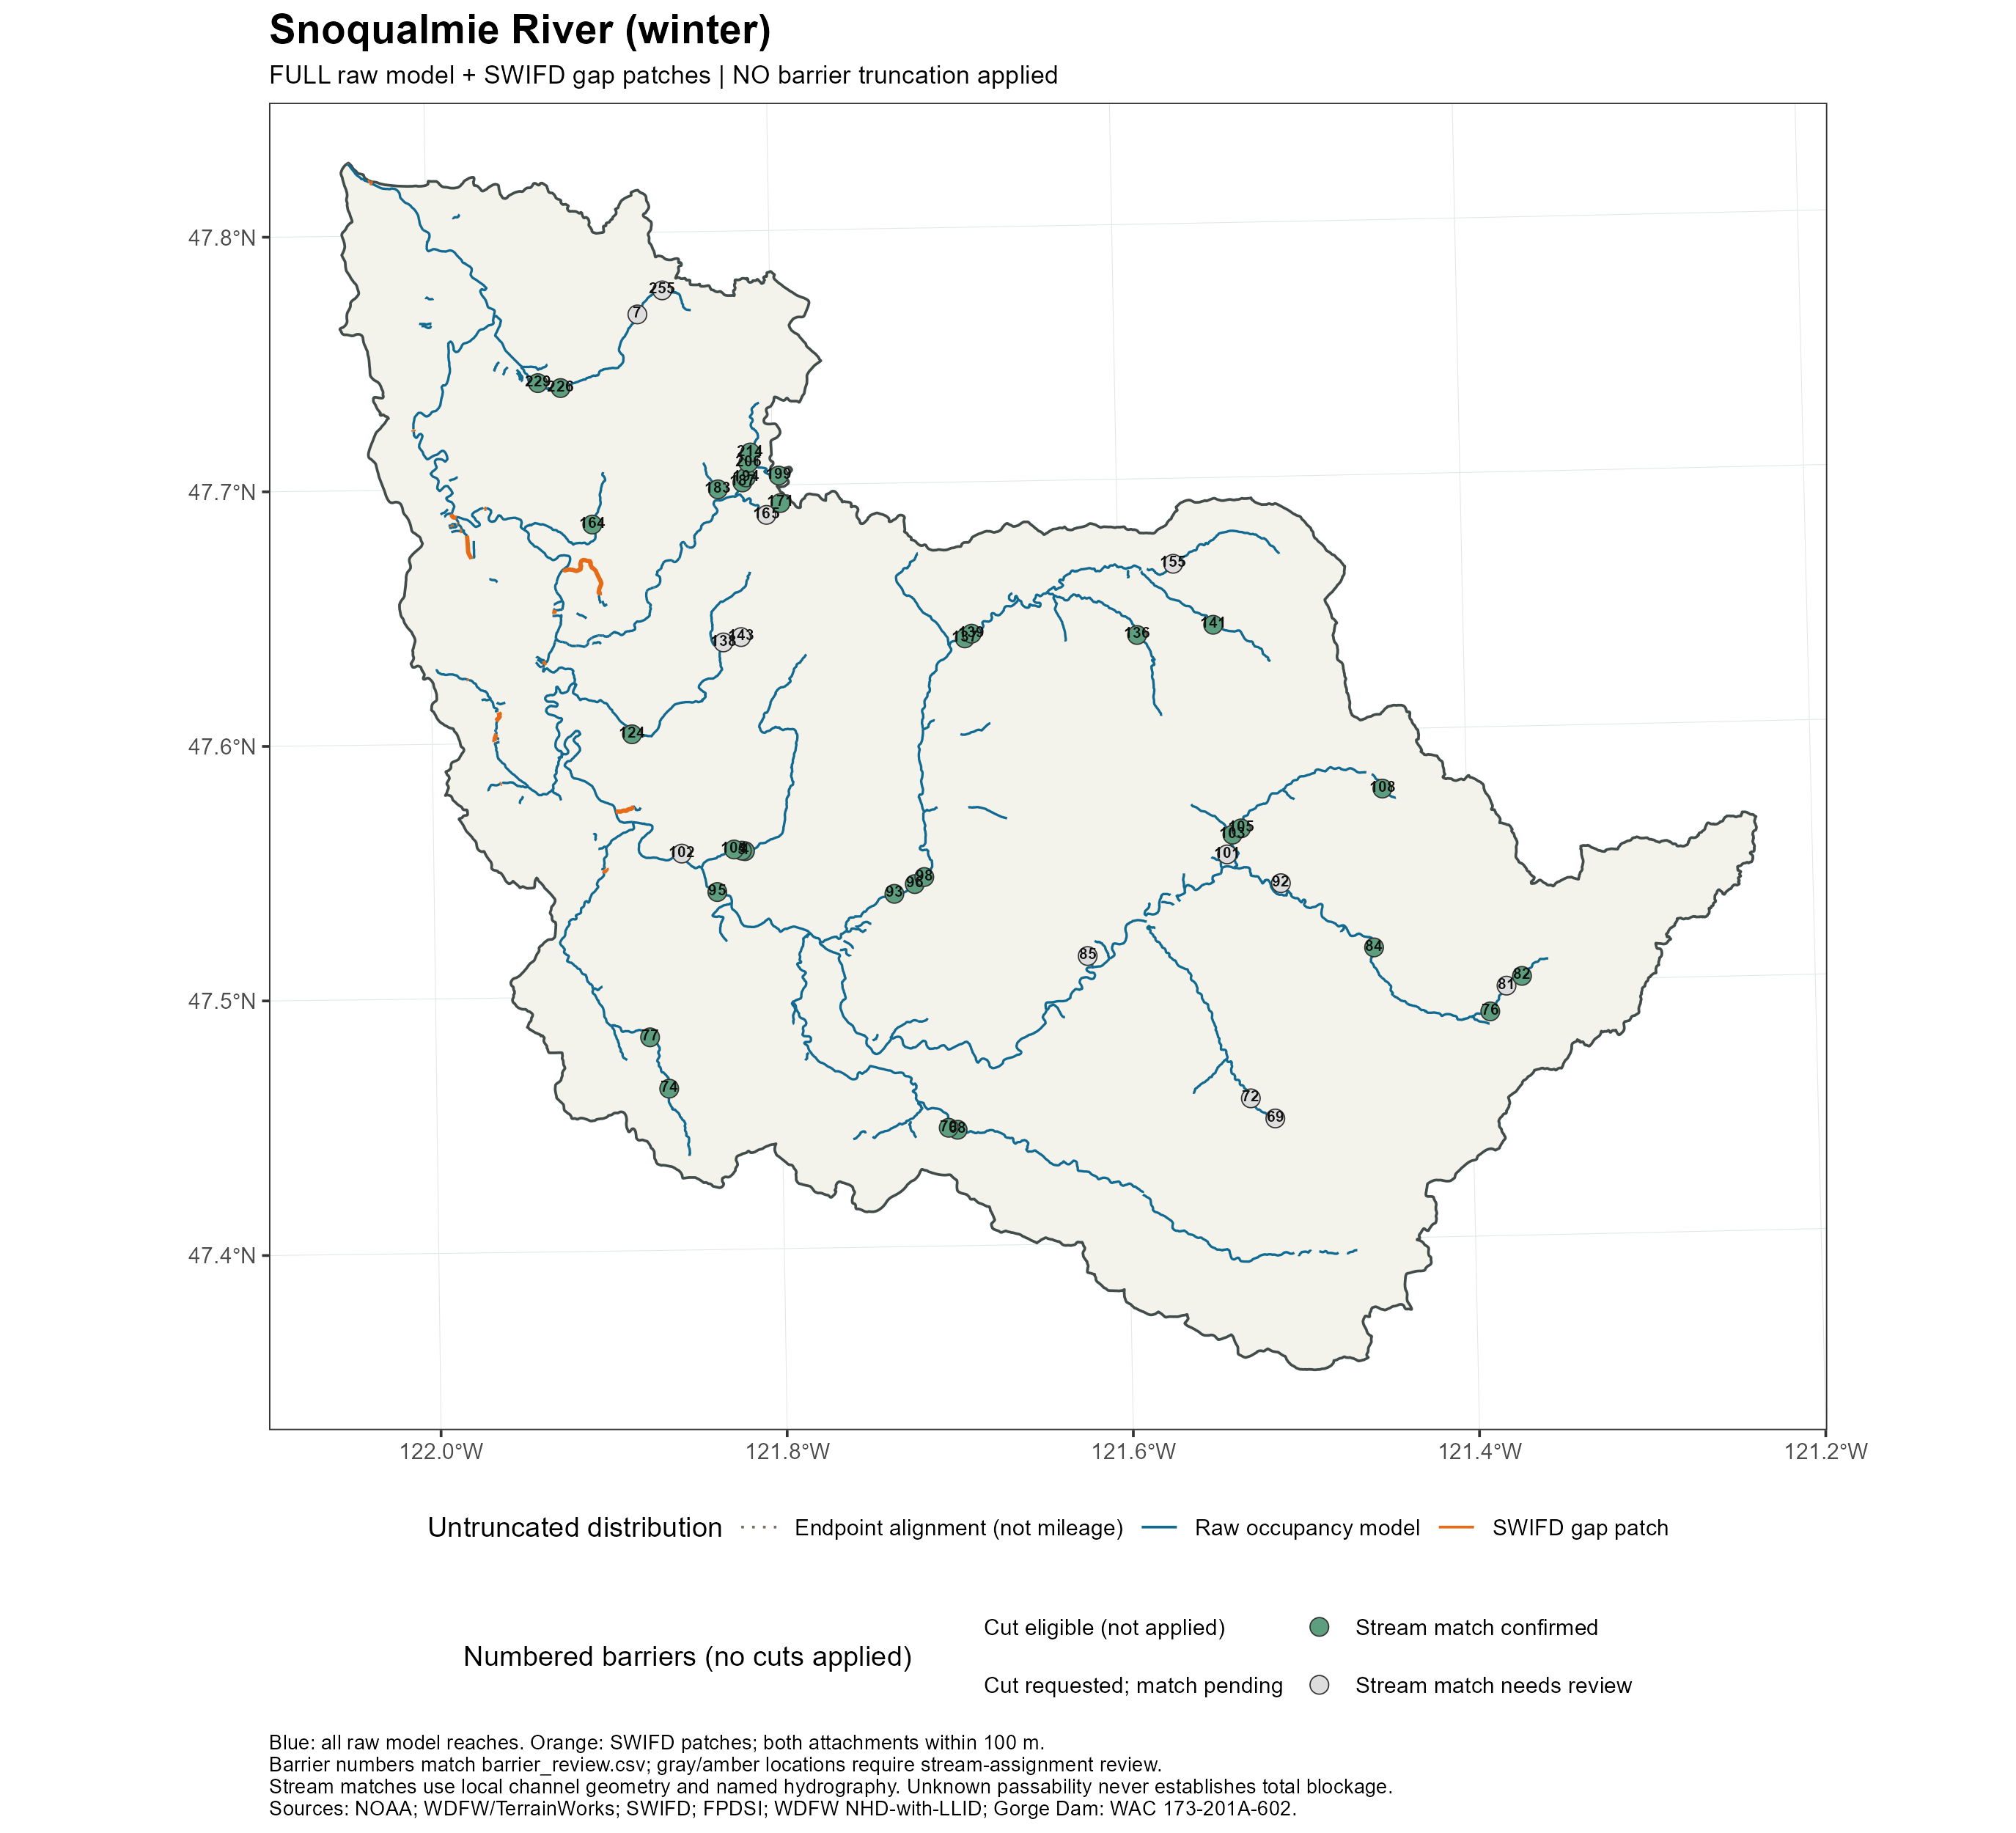 Snoqualmie River (winter)
FULL raw model + SWIFD gap patches | NO barrier truncation applied
47.8°N
47.7°N
47.6°N
47.5°N
47.4°N
255
7
229
226
214
206
199
183
171
165
164
155
143
138
139
136
141
124
108
105
101
102
92
95
93
96
98
85
84
82
81
76
77
74
72
69
122.0°W
121.8°W
121.6°W
121.4°W
121.2°W
Untruncated distribution
Endpoint alignment (not mileage)
Raw occupancy model
SWIFD gap patch
Numbered barriers (no cuts applied)
Cut eligible (not applied)
Stream match confirmed
Cut requested; match pending
Stream match needs review
Blue: all raw model reaches. Orange: SWIFD patches; both attachments within 100 m.
Barrier numbers match barrier_review.csv; gray/amber locations require stream-assignment review.
Stream matches use local channel geometry and named hydrography. Unknown passability never establishes total blockage.
Sources: NOAA; WDFW/TerrainWorks; SWIFD; FPDSI; WDFW NHD-with-LLID; Gorge Dam: WAC 173-201A-602.